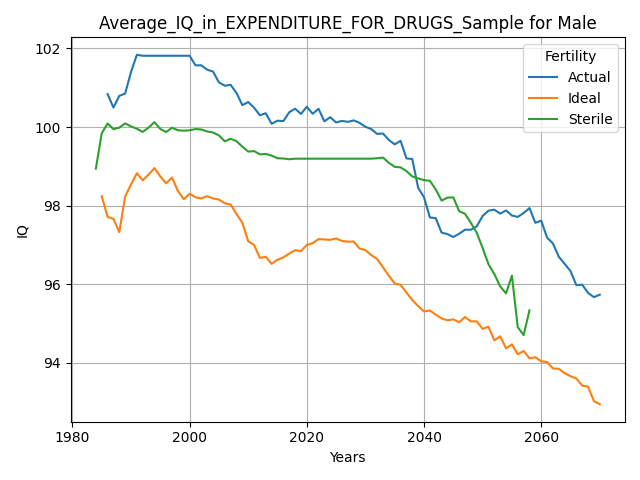 Average_IQ_in_EXPENDITURE_FOR_DRUGS_Sample for Male
Fertility
Actual
Ideal
Sterile
IQ
102
100
98
96
94
1980
2000
2020
2040
2060
Years